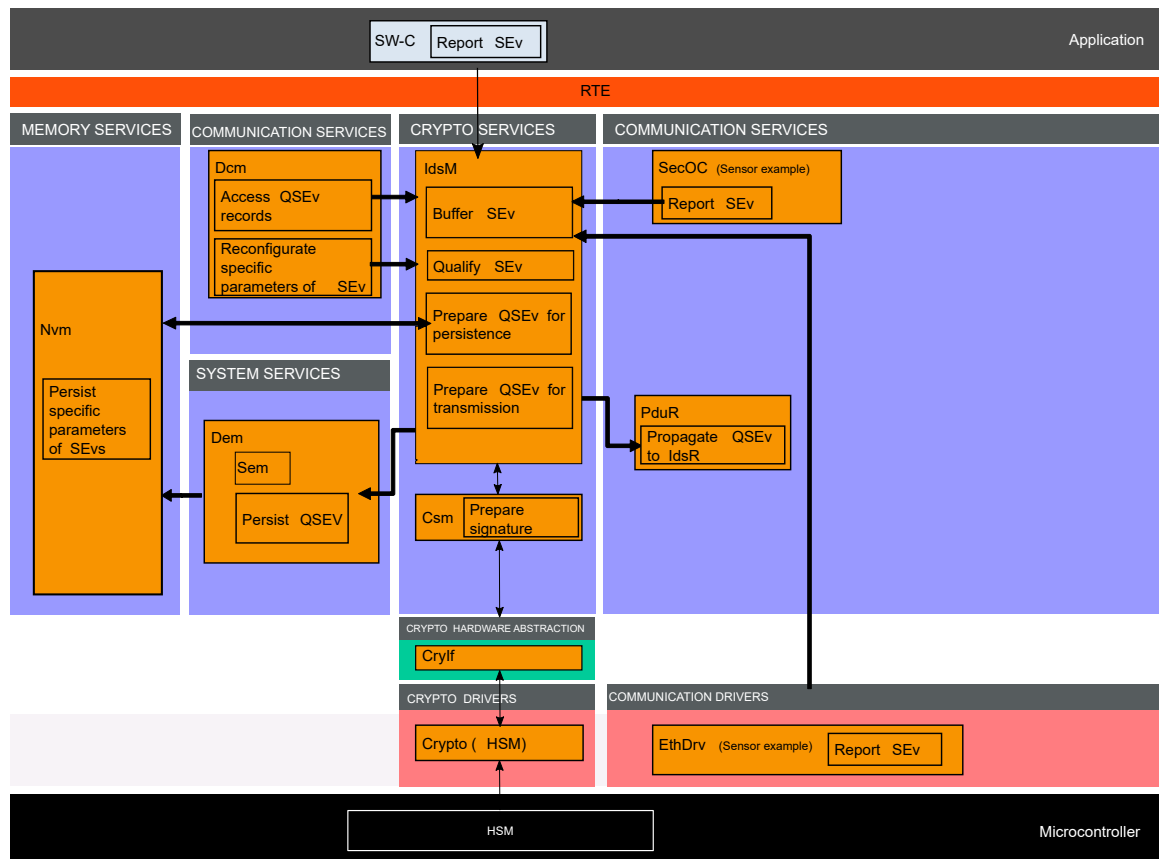 SW-C
Report SEv
Application
RTE
MEMORY SERVICES
COMMUNICATION SERVICES
CRYPTO SERVICES
COMMUNICATION SERVICES
Dcm
Access QSEv
records
Reconfigurate
specific
parameters of SEv
IdsM
Buffer SEv
Qualify SEv
Prepare QSEv for
persistence
Prepare QSEv for
transmission
SecOC (Sensor example)
Report SEv
Nvm
Persist
specific
parameters
of SEvs
SYSTEM SERVICES
Dem
Sem
Persist QSEV
PduR
Propagate QSEv
to IdsR
Csm
Prepare
signature
CRYPTO HARDWARE ABSTRACTION
CryIf
CRYPTO DRIVERS
COMMUNICATION DRIVERS
Crypto ( HSM)
EthDrv (Sensor example)
Report SEv
HSM
Microcontroller